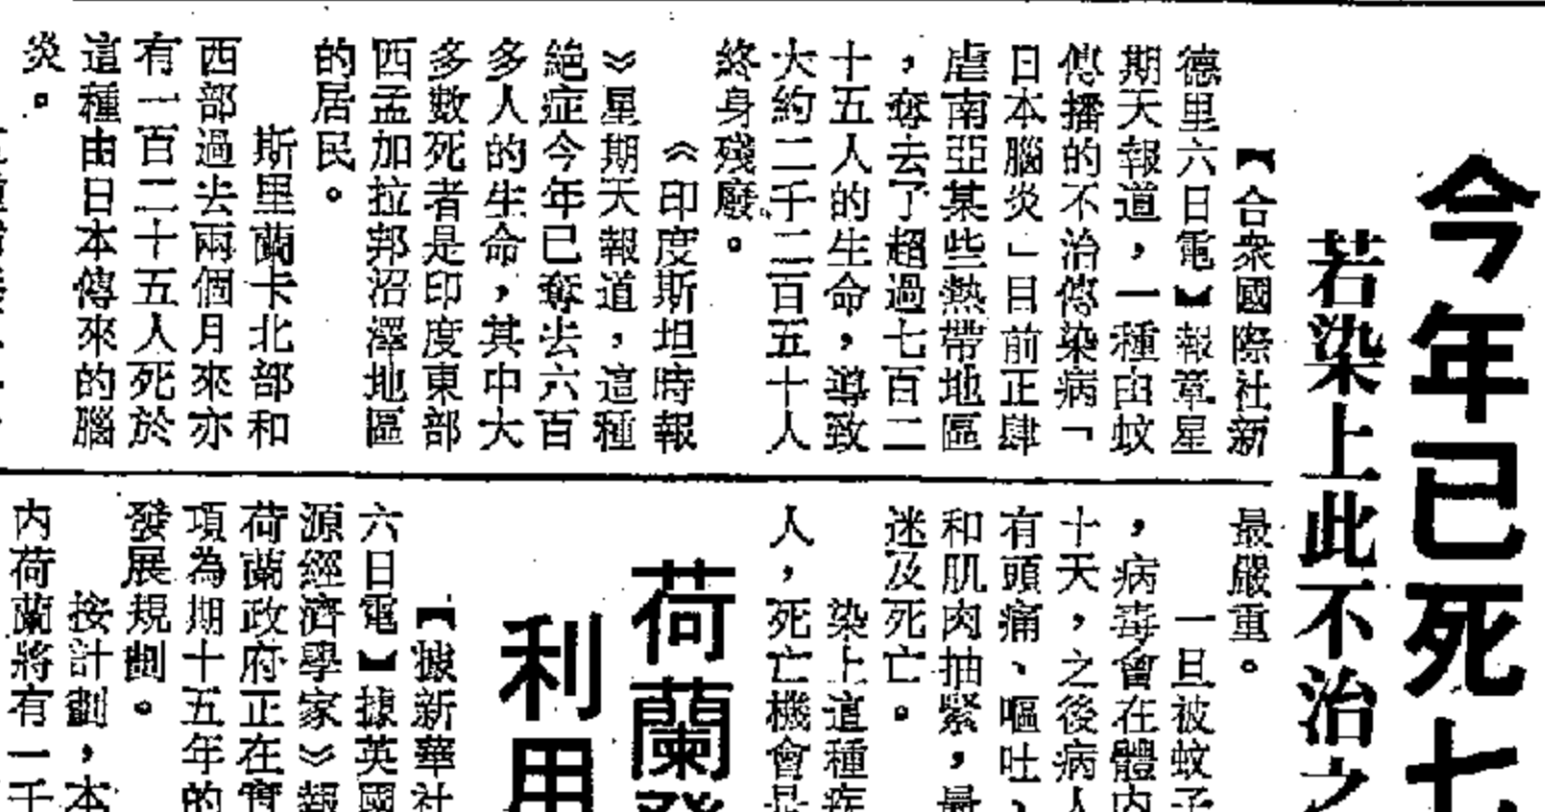 今年已死七
若染上此不治之
【合衆國際社新
德里六日電】報章星
期天報道，一種由蚊
傳播的不治傳染病「
日本腦炎」目前正肆
虐南亞某些熱帶地區
，奪去了超過七百二
十五人的生命，導致
大約二千二百五十人
終身殘廢。
《印度斯坦時報
》星期天報道，這種
絕症今年已奪去六百
多人的生命，其中大
多數死者是印度東部
西孟加拉邦沼澤地區
的居民。
斯里蘭卡北部和
西部過去兩個月來亦
有一百二十五人死於
這種由日本傳來的腦
炎。
最嚴重。
一旦被蚊子
，病毒會在體內
十天，之後病人
有頭痛、嘔吐、
和肌肉抽緊，最
迷及死亡。
染上這種疾
人，死亡機會是
荷蘭發
利用
【據新華社
六日電】據英國
源經濟學家》報
荷蘭政府正在實
項為期十五年的
發展規劃。
按計劃，本
内荷蘭將有一千